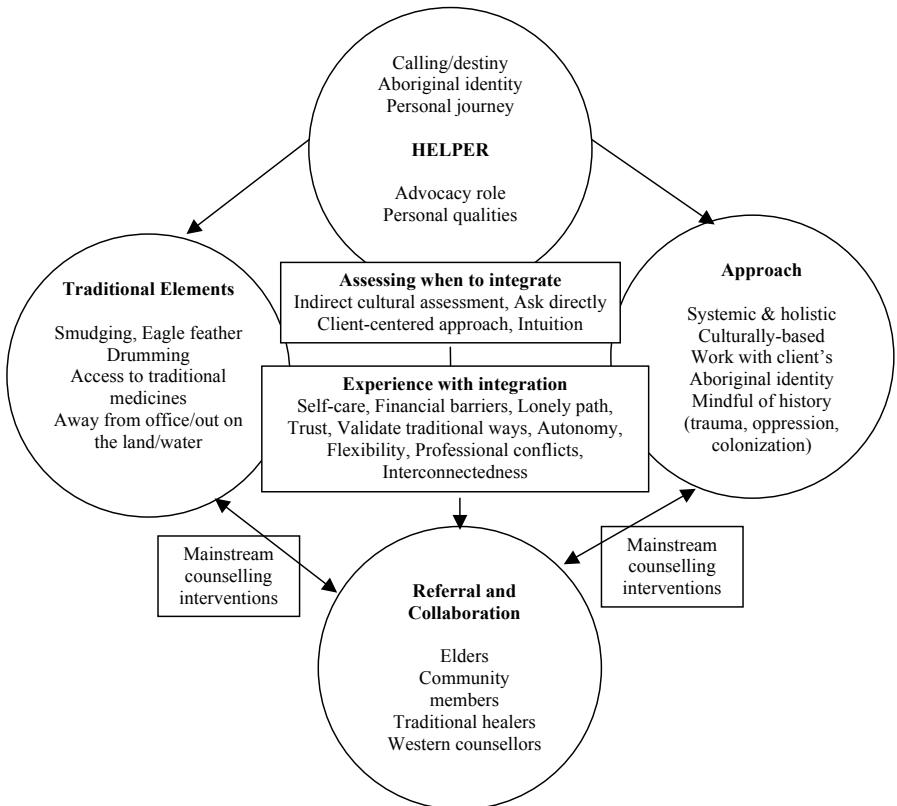 Calling/destiny
Aboriginal identity
Personal journey
HELPER
Advocacy role
Personal qualities
Traditional Elements
Smudging, Eagle feather
Drumming
Access to traditional
medicines
Away from office/out on
the land/water
Assessing when to integrate
Indirect cultural assessment, Ask directly
Client-centered approach, Intuition
Experience with integration
Self-care, Financial barriers, Lonely path,
Trust, Validate traditional ways, Autonomy,
Flexibility, Professional conflicts,
Interconnectedness
Approach
Systemic & holistic
Culturally-based
Work with client's
Aboriginal identity
Mindful of history
(trauma, oppression,
colonization)
Mainstream
counselling
interventions
Mainstream
counselling
interventions
Referral and
Collaboration
Elders
Community
members
Traditional healers
Western counsellors